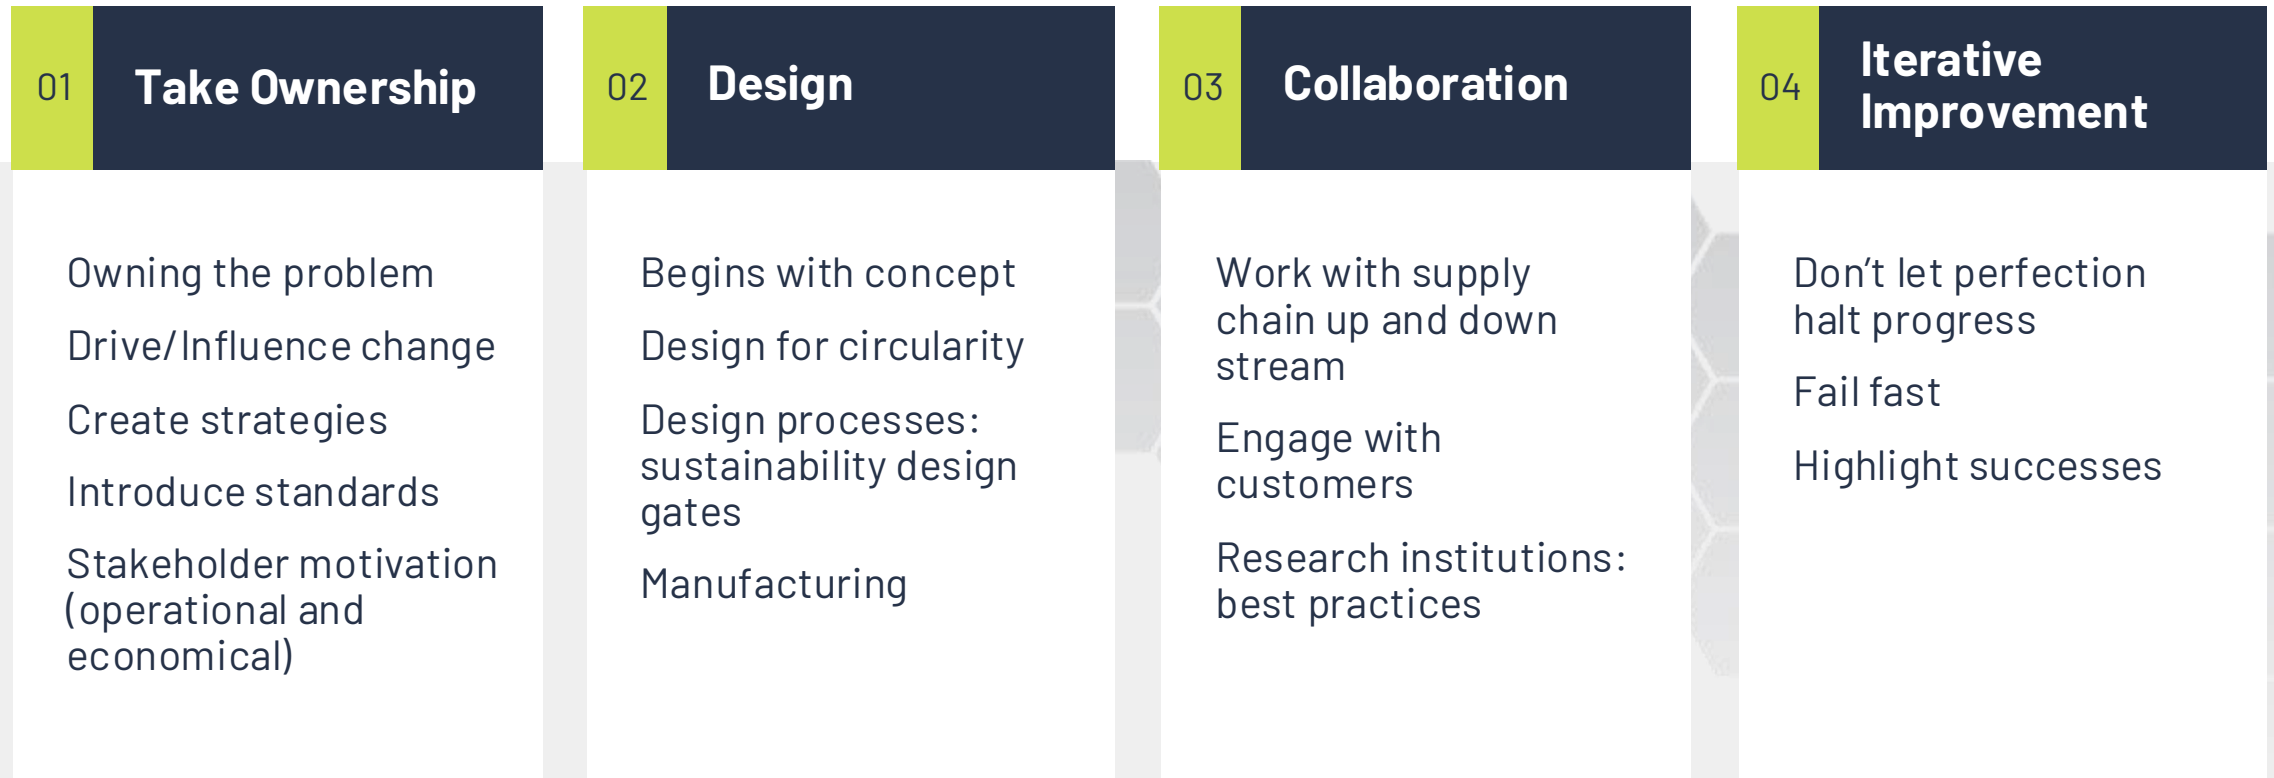 01
Take Ownership
Owning the problem
Drive/Influence change
Create strategies
Introduce standards
Stakeholder motivation
(operational and
economical)
02
Design
Begins with concept
Design for circularity
Design processes:
sustainability design
gates
Manufacturing
03
Collaboration
Work with supply
chain up and down
stream
Engage with
customers
Research institutions:
best practices
04
Iterative
Improvement
Don’t let perfection
halt progress
Fail fast
Highlight successes